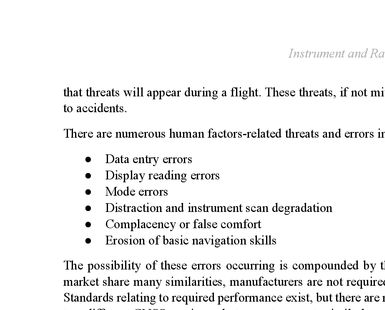 Instrument and Ra
that threats will appear during a flight. These threats, if not mi
to accidents.
There are numerous human factors-related threats and errors in
● Data entry errors
● Display reading errors
● Mode errors
● Distraction and instrument scan degradation
● Complacency or false comfort
● Erosion of basic navigation skills
The possibility of these errors occurring is compounded by t
market share many similarities, manufacturers are not require
Standards relating to required performance exist, but there are